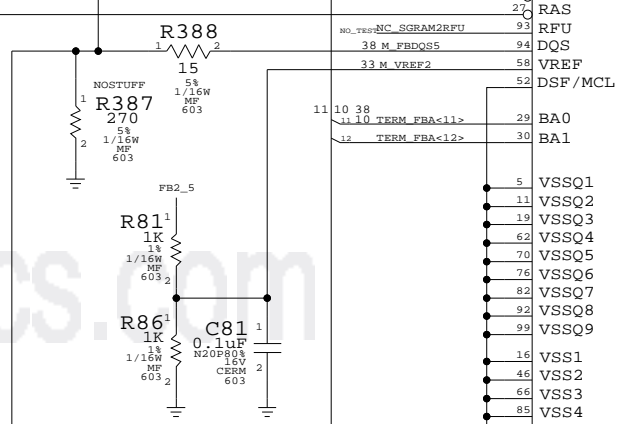 27 RAS
NO_TEST NC_SGRAM2RFU 93 RFU
R388
1 2 38 M_FBDQS5 94 DQS
15
5%
1/16W
MF
603
33 M_VREF2 58 VREF
52 DSF/MCL
NOSTUFF
1 R387
270
5%
1/16W
MF
603
2
11 10 38
11 10 TERM_FBA<11> 29 BA0
12 TERM_FBA<12> 30 BA1
FB2_5
R81 1
1K
1%
1/16W
MF
603 2
R86 1
1K
1%
1/16W
MF
603 2
C81 1
0.1uF
N20P80%
16V
CERM
603
2
5 VSSQ1
11 VSSQ2
19 VSSQ3
62 VSSQ4
70 VSSQ5
76 VSSQ6
82 VSSQ7
92 VSSQ8
99 VSSQ9
16 VSS1
46 VSS2
66 VSS3
85 VSS4
cs.com